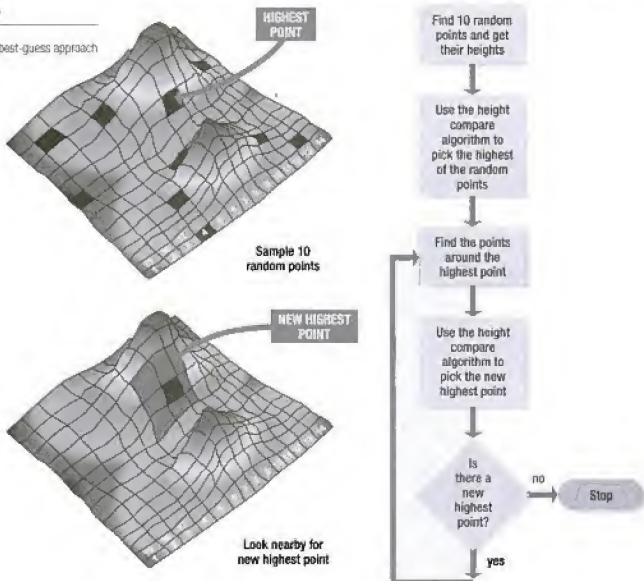 best-guess approach
HIGHEST
POINT
Sample 10
random points
NEW HIGHEST
POINT
Look nearby for
new highest point
Find 10 random
points and get
their heights
Use the height
compare
algorithm to
pick the highest
of the random
points
Find the points
around the
highest point
Use the height
compare
algorithm to
pick the new
highest point
Is
there a
new
highest
point?
no
Stop
yes